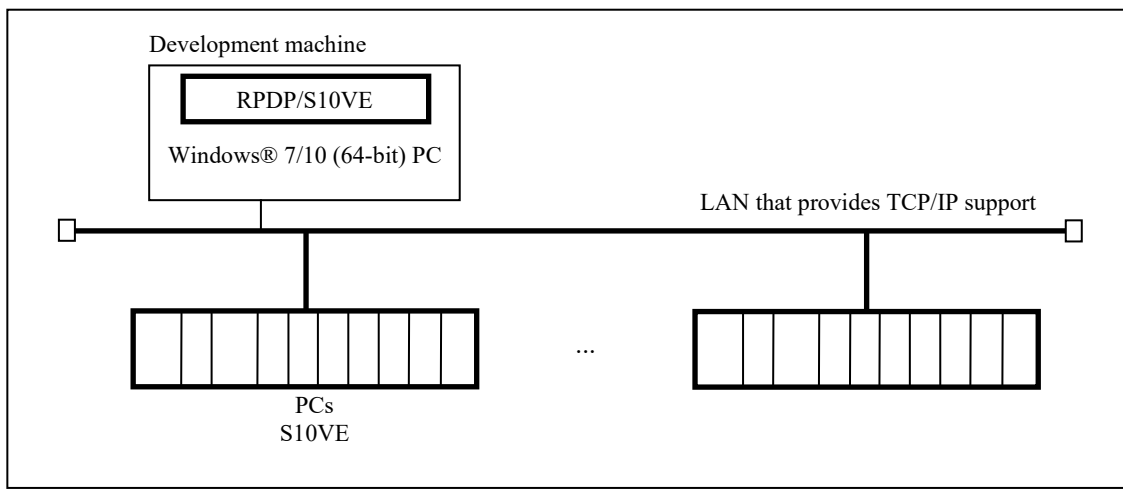 Development machine
RPDP/S10VE
Windows® 7/10 (64-bit) PC
LAN that provides TCP/IP support
...
PCs
S10VE